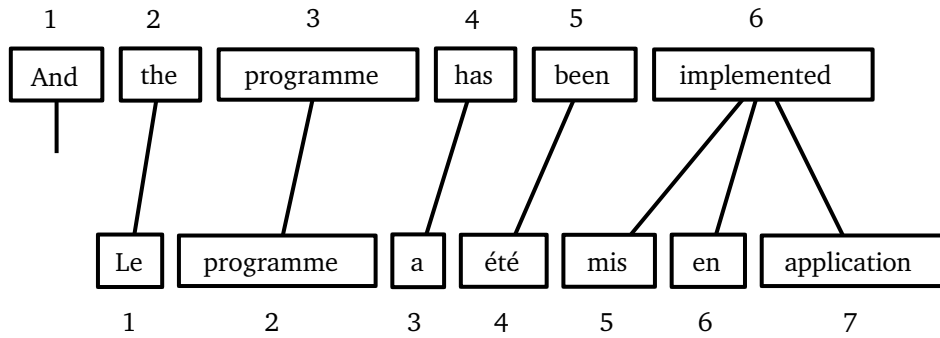 1 2 3 4 5 6
And the programme has been implemented
Le programme a été mis en application
1 2 3 4 5 6 7